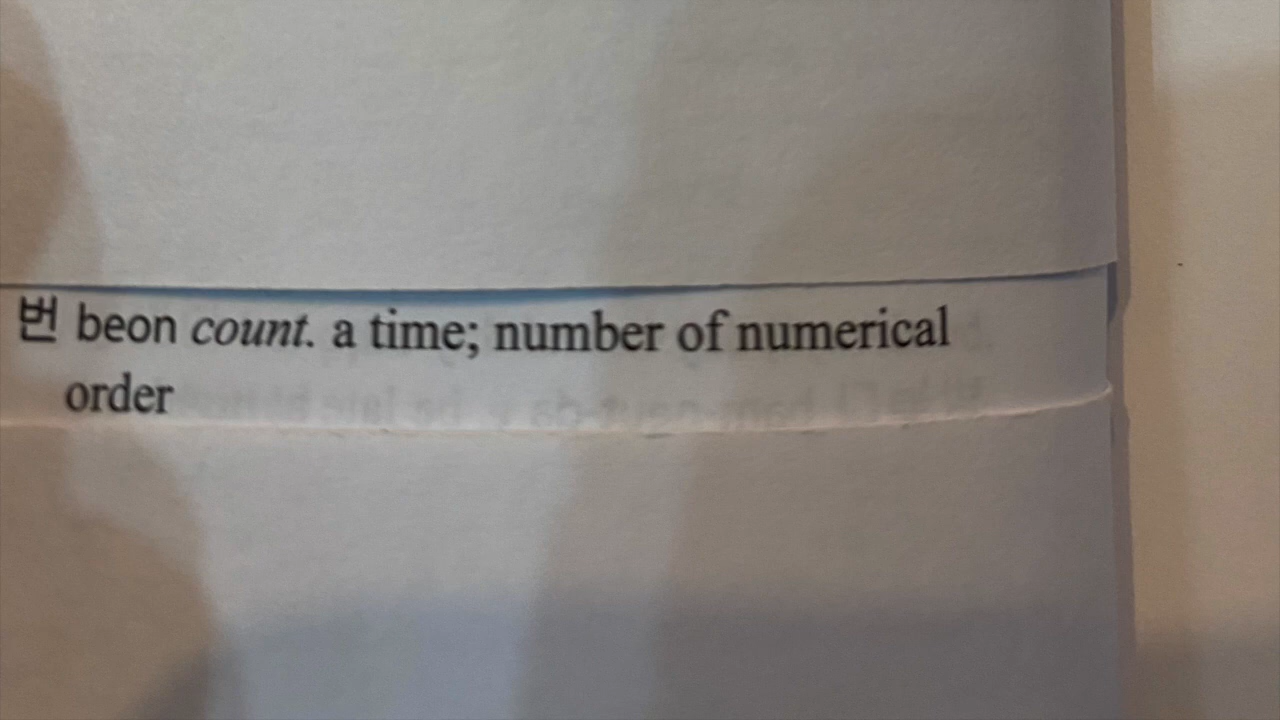 번 beon count. a time; number of numerical
order